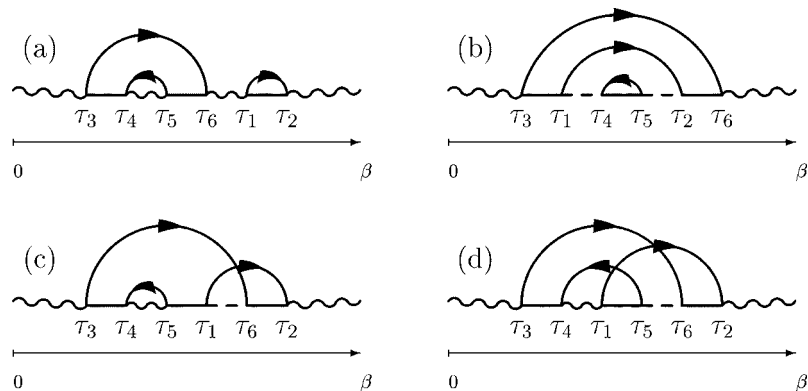 (a)
τ3 τ4 τ5 τ6 τ1 τ2
0 β
(b)
τ3 τ1 τ4 τ5 τ2 τ6
0 β
(c)
τ3 τ4 τ5 τ1 τ6 τ2
0 β
(d)
τ3 τ4 τ1 τ5 τ6 τ2
0 β